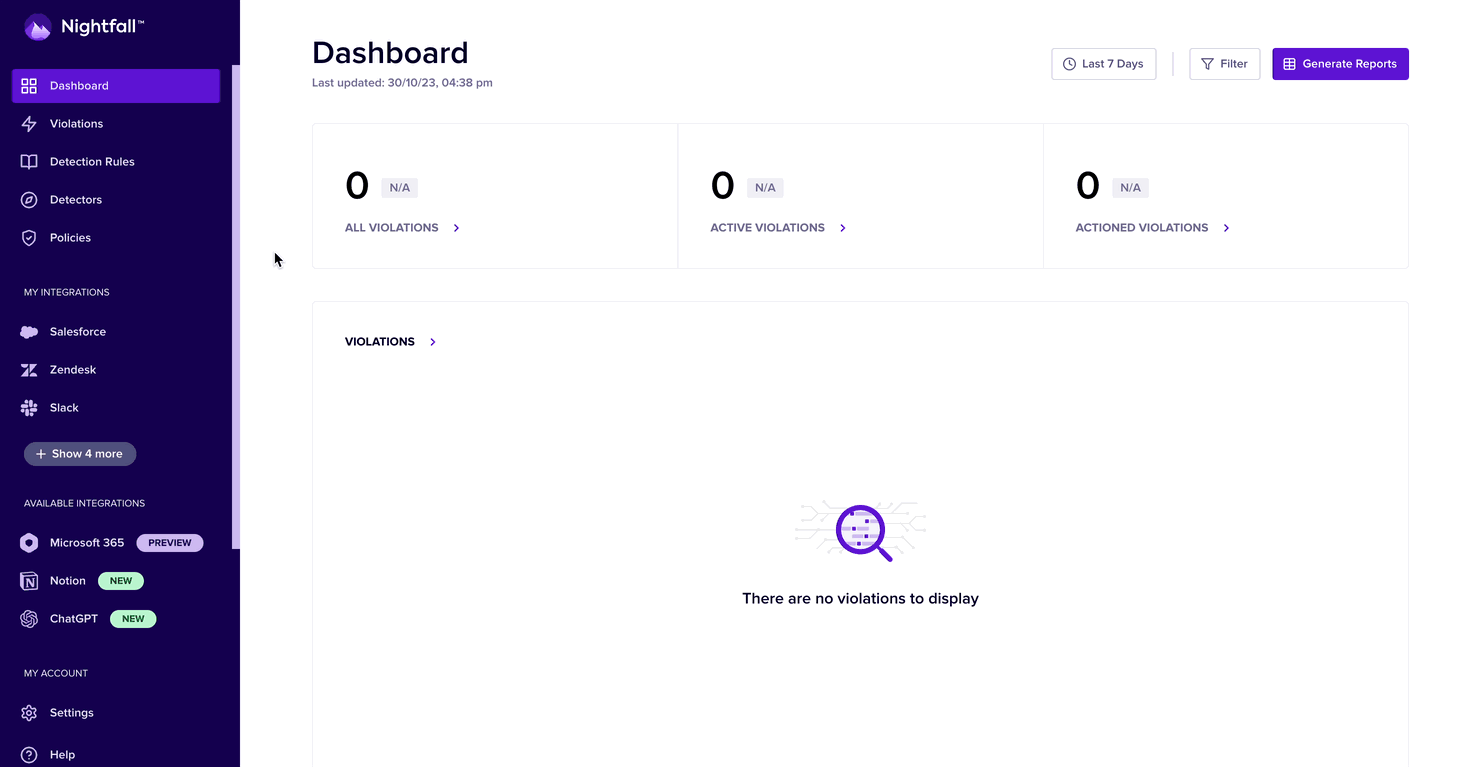 Nightfall™
Dashboard
Violations
Detection Rules
Detectors
Policies
MY INTEGRATIONS
Salesforce
Zendesk
Slack
+ Show 4 more
AVAILABLE INTEGRATIONS
Microsoft 365 PREVIEW
Notion NEW
ChatGPT NEW
MY ACCOUNT
Settings
Help
Dashboard
Last updated: 30/10/23, 04:38 pm
Last 7 Days
Filter
Generate Reports
0 N/A
ALL VIOLATIONS
0 N/A
ACTIVE VIOLATIONS
0 N/A
ACTIONED VIOLATIONS
VIOLATIONS
There are no violations to display